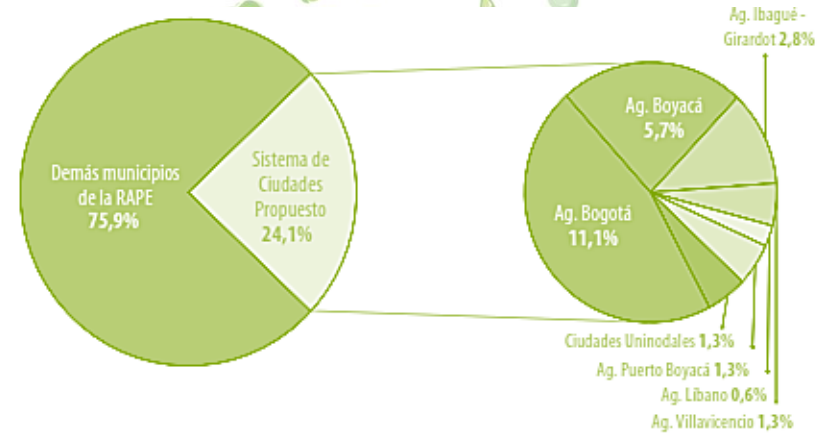 Ag. Ibagué -
Girardot 2,8%
Demás municipios
de la RAPE
75,9%
Sistema de
Ciudades
Propuesto
24,1%
Ag. Boyacá
5,7%
Ag. Bogotá
11,1%
Ciudades Uninodales 1,3%
Ag. Puerto Boyacá 1,3%
Ag. Líbano 0,6%
Ag. Villavicencio 1,3%